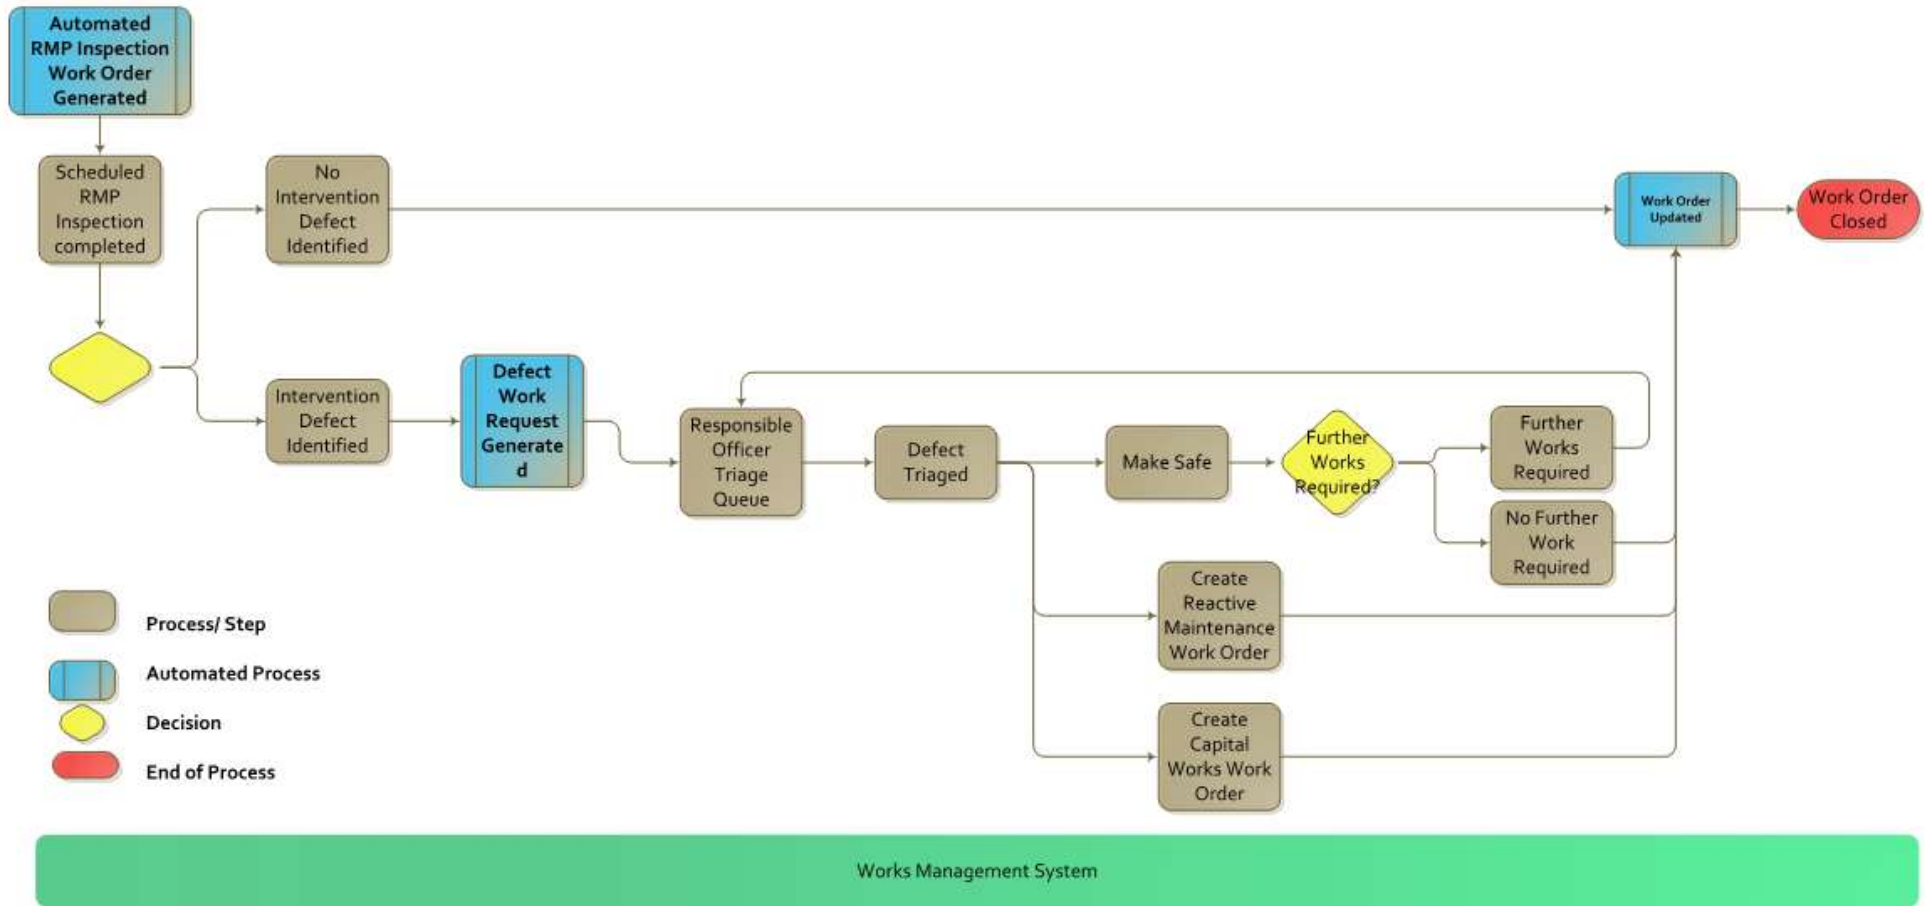 Automated
RMP Inspection
Work Order
Generated
Scheduled
RMP
Inspection
completed
No
Intervention
Defect
Identified
Work Order
Updated
Work Order
Closed
Intervention
Defect
Identified
Defect
Work
Request
Generate
d
Responsible
Officer
Triage
Queue
Defect
Triaged
Make Safe
Further
Works
Required?
Further
Works
Required
No Further
Work
Required
Create
Reactive
Maintenance
Work Order
Create
Capital
Works Work
Order
Process/ Step
Automated Process
Decision
End of Process
Works Management System